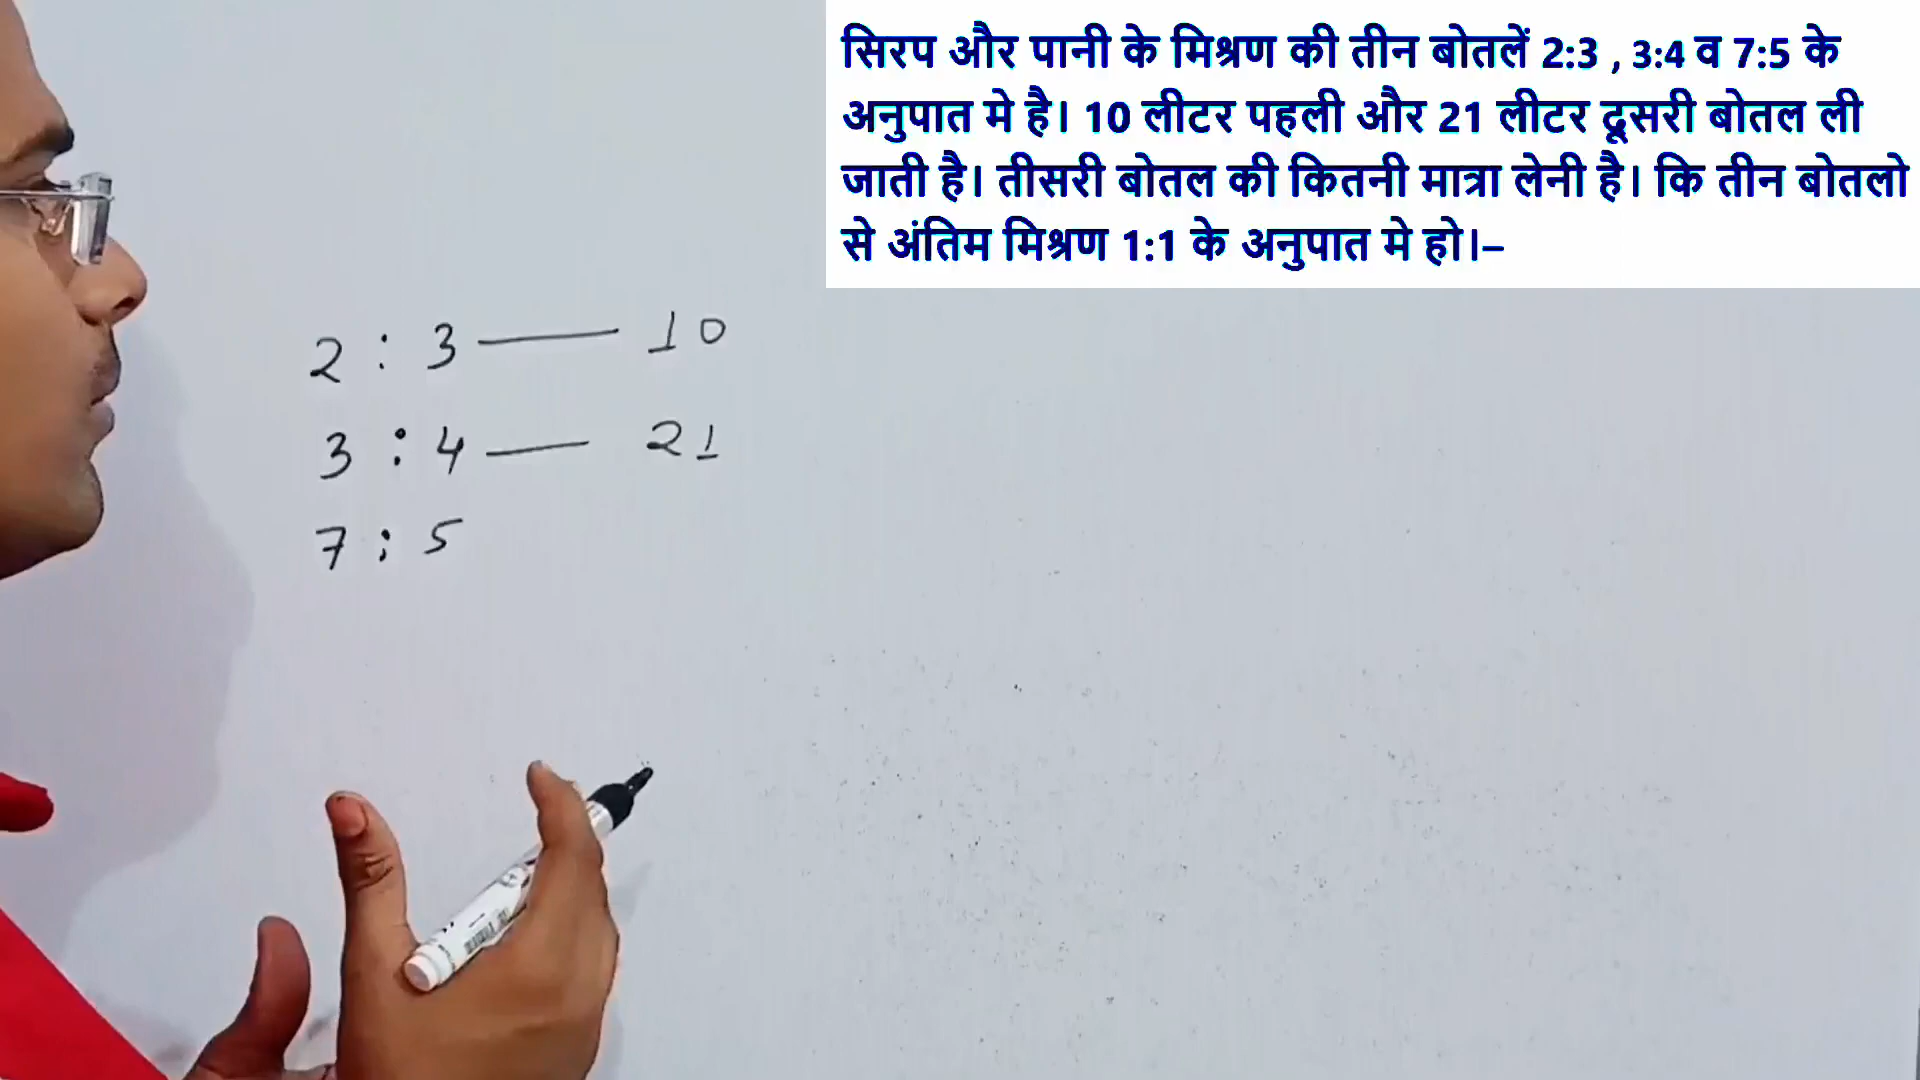 सिरप और पानी के मिश्रण की तीन बोतलें 2:3 , 3:4 व 7:5 के
अनुपात मे है। 10 लीटर पहली और 21 लीटर दूसरी बोतल ली
जाती है। तीसरी बोतल की कितनी मात्रा लेनी है। कि तीन बोतलो
से अंतिम मिश्रण 1:1 के अनुपात मे हो।–
2 : 3 — 10
3 : 4 — 21
7 : 5